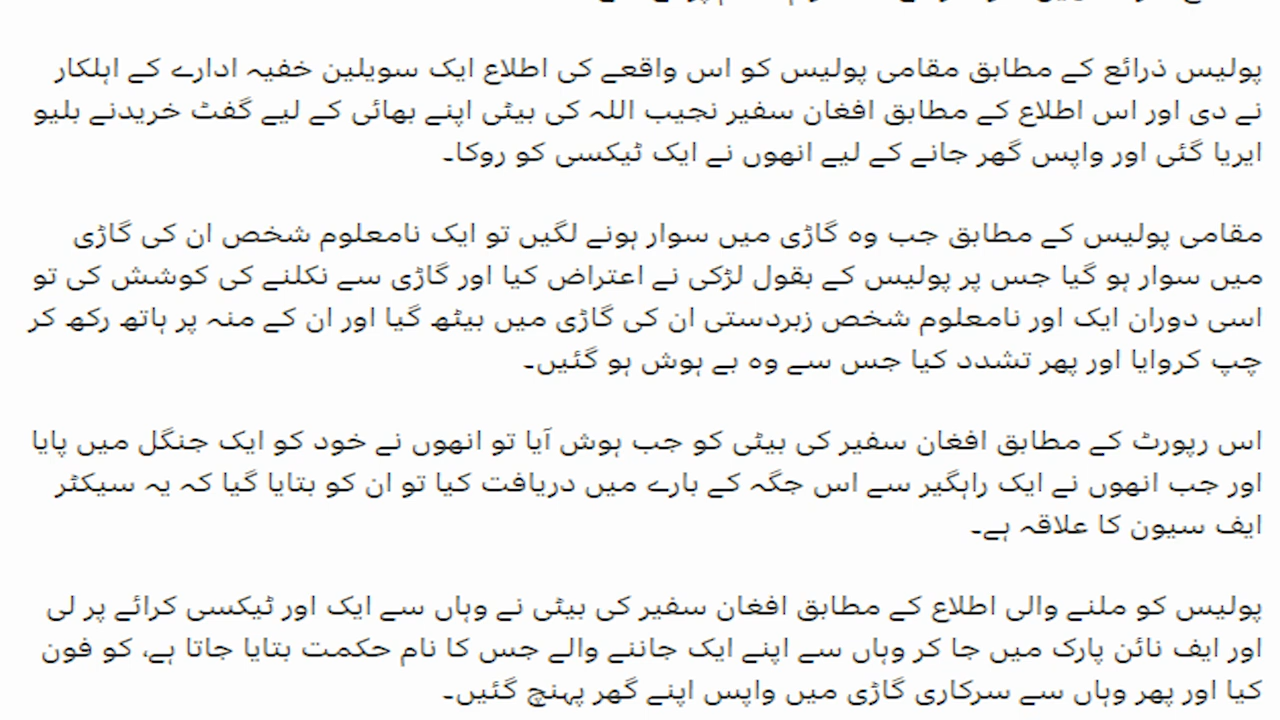 پولیس ذرائع کے مطابق مقامی پولیس کو اس واقعے کی اطلاع ایک سویلین خفیہ ادارے کے اہلکار
نے دی اور اس اطلاع کے مطابق افغان سفیر نجیب اللہ کی بیٹی اپنے بھائی کے لیے گفٹ خریدنے بلیو
ایریا گئی اور واپس گھر جانے کے لیے انھوں نے ایک ٹیکسی کو روکا۔
مقامی پولیس کے مطابق جب وہ گاڑی میں سوار ہونے لگیں تو ایک نامعلوم شخص ان کی گاڑی
میں سوار ہو گیا جس پر پولیس کے بقول لڑکی نے اعتراض کیا اور گاڑی سے نکلنے کی کوشش کی تو
اسی دوران ایک اور نامعلوم شخص زبردستی ان کی گاڑی میں بیٹھ گیا اور ان کے منہ پر ہاتھ رکھ کر
چپ کروایا اور پھر تشدد کیا جس سے وہ بے ہوش ہو گئیں۔
اس رپورٹ کے مطابق افغان سفیر کی بیٹی کو جب ہوش آیا تو انھوں نے خود کو ایک جنگل میں پایا
اور جب انھوں نے ایک راہگیر سے اس جگہ کے بارے میں دریافت کیا تو ان کو بتایا گیا کہ یہ سیکٹر
ایف سیون کا علاقہ ہے۔
پولیس کو ملنے والی اطلاع کے مطابق افغان سفیر کی بیٹی نے وہاں سے ایک اور ٹیکسی کرائے پر لی
اور ایف نائن پارک میں جا کر وہاں سے اپنے ایک جاننے والے جس کا نام حکمت بتایا جاتا ہے، کو فون
کیا اور پھر وہاں سے سرکاری گاڑی میں واپس اپنے گھر پہنچ گئیں۔